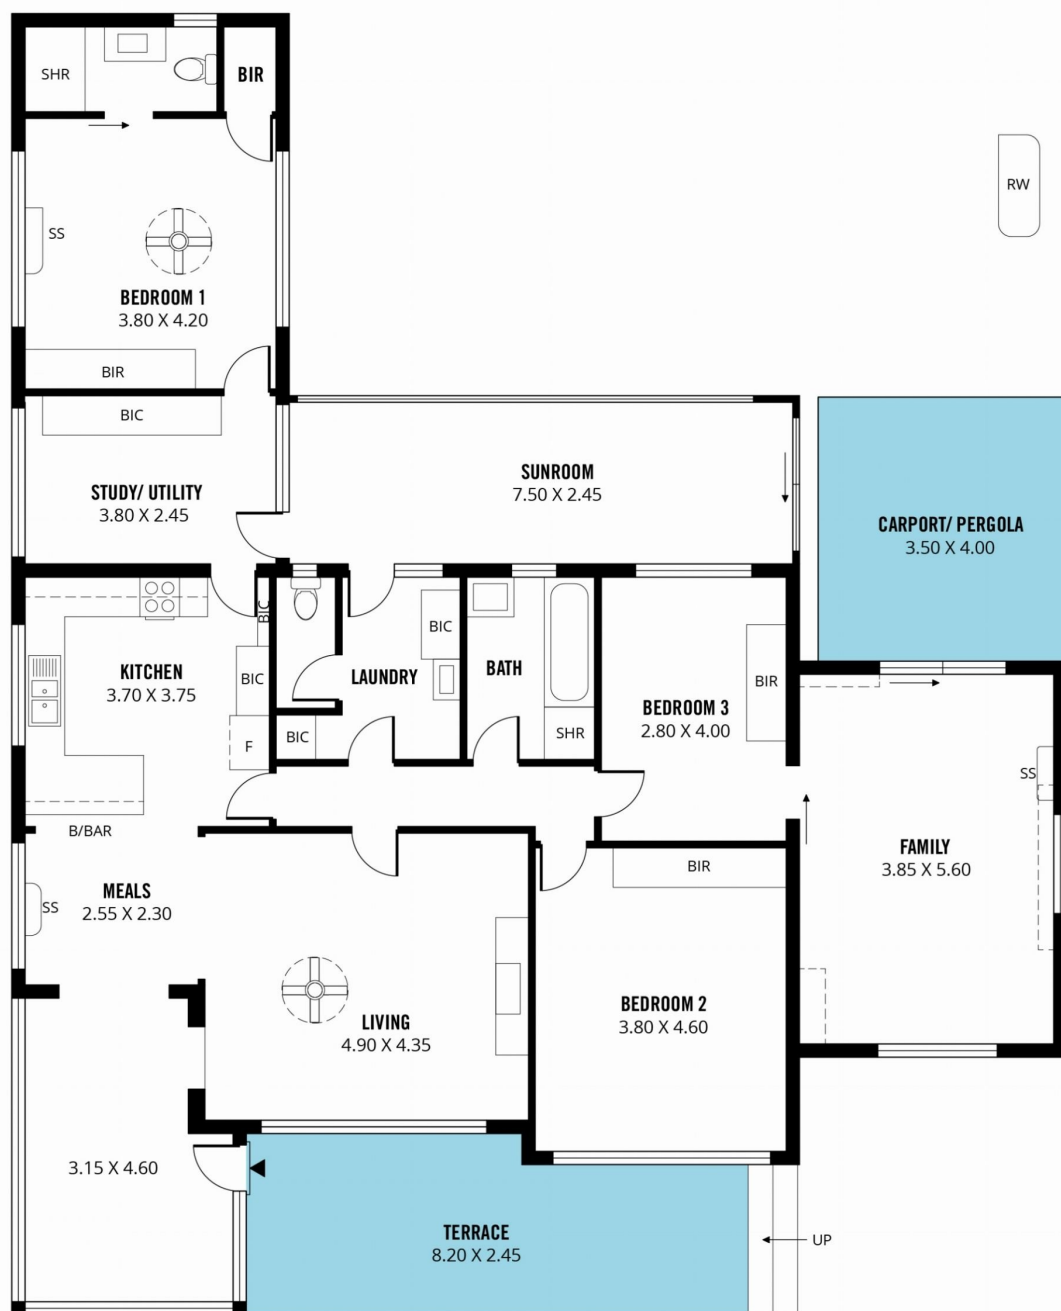 SHR
BIR
RW
SS
BEDROOM 1
3.80 X 4.20
BIR
BIC
STUDY/ UTILITY
3.80 X 2.45
SUNROOM
7.50 X 2.45
CARPORT/ PERGOLA
3.50 X 4.00
BIC
BIC
KITCHEN
3.70 X 3.75
BIC
LAUNDRY
BATH
BIR
BEDROOM 3
2.80 X 4.00
F
BIC
SHR
SS
B/BAR
MEALS
2.55 X 2.30
SS
FAMILY
3.85 X 5.60
BIR
LIVING
4.90 X 4.35
BEDROOM 2
3.80 X 4.60
3.15 X 4.60
TERRACE
8.20 X 2.45
UP